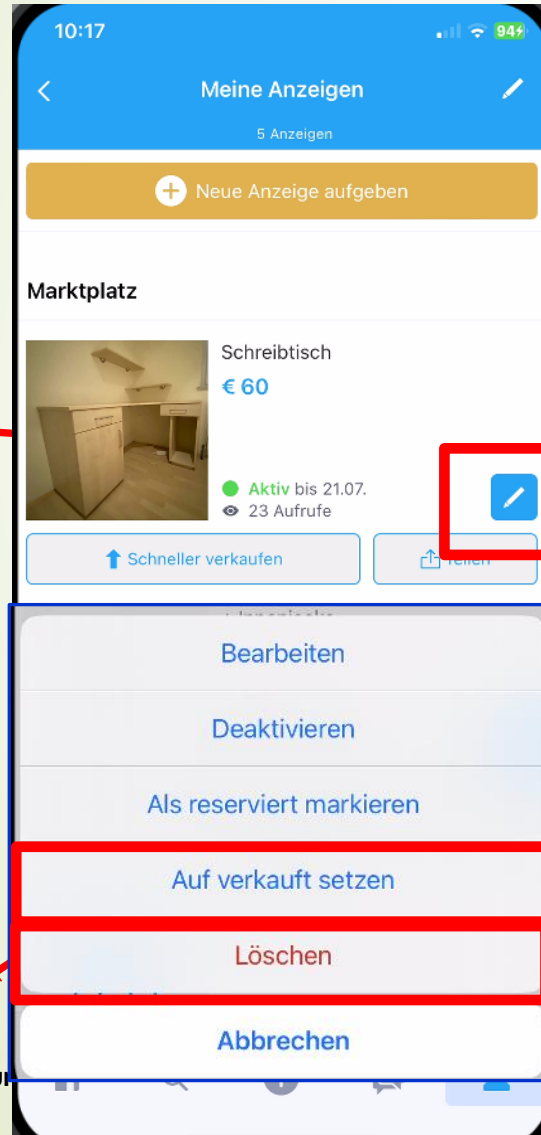 10:17
94
Meine Anzeigen
5 Anzeigen
Neue Anzeige aufgeben
Marktplatz
Schreibtisch
€ 60
Aktiv bis 21.07.
23 Aufrufe
Schneller verkaufen
Teilen
Bearbeiten
Deaktivieren
Als reserviert markieren
Auf verkauft setzen
Löschen
Abbrechen